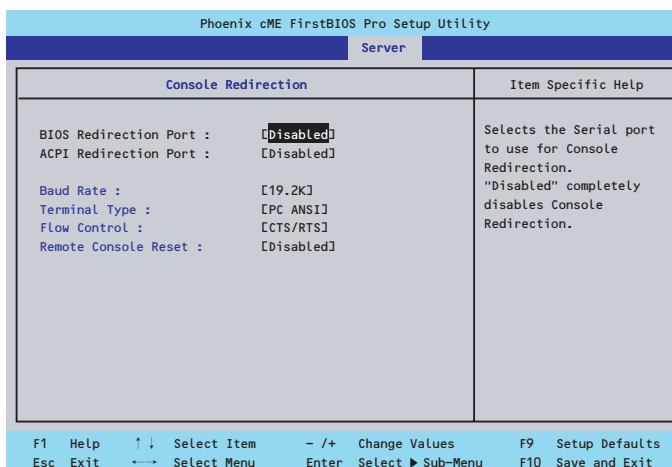 Phoenix cME FirstBIOS Pro Setup Utility
Server
Console Redirection
BIOS Redirection Port : [Disabled]
ACPI Redirection Port : [Disabled]
Baud Rate : [19.2K]
Terminal Type : [PC ANSI]
Flow Control : [CTS/RTS]
Remote Console Reset : [Disabled]
Item Specific Help
Selects the Serial port
to use for Console
Redirection.
"Disabled" completely
disables Console
Redirection.
F1 Help ↑↓ Select Item – /+ Change Values F9 Setup Defaults
Esc Exit ←→ Select Menu Enter Select ▶ Sub–Menu F10 Save and Exit